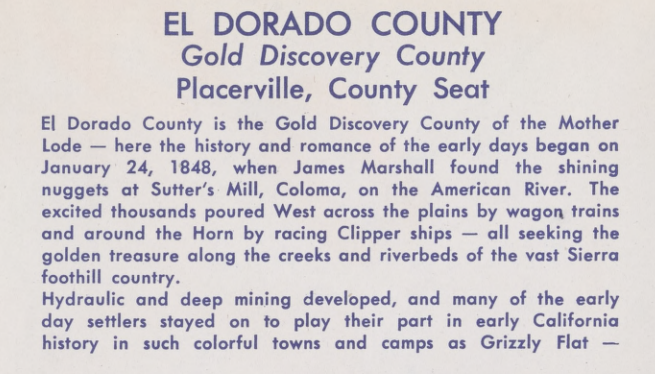 EL DORADO COUNTY
Gold Discovery County
Placerville, County Seat
El Dorado County is the Gold Discovery County of the Mother
Lode — here the history and romance of the early days began on
January 24, 1848, when James Marshall found the shining
nuggets at Sutter's Mill, Coloma, on the American River. The
excited thousands poured West across the plains by wagon trains
and around the Horn by racing Clipper ships — all seeking the
golden treasure along the creeks and riverbeds of the vast Sierra
foothill country.
Hydraulic and deep mining developed, and many of the early
day settlers stayed on to play their part in early California
history in such colorful towns and camps as Grizzly Flat —